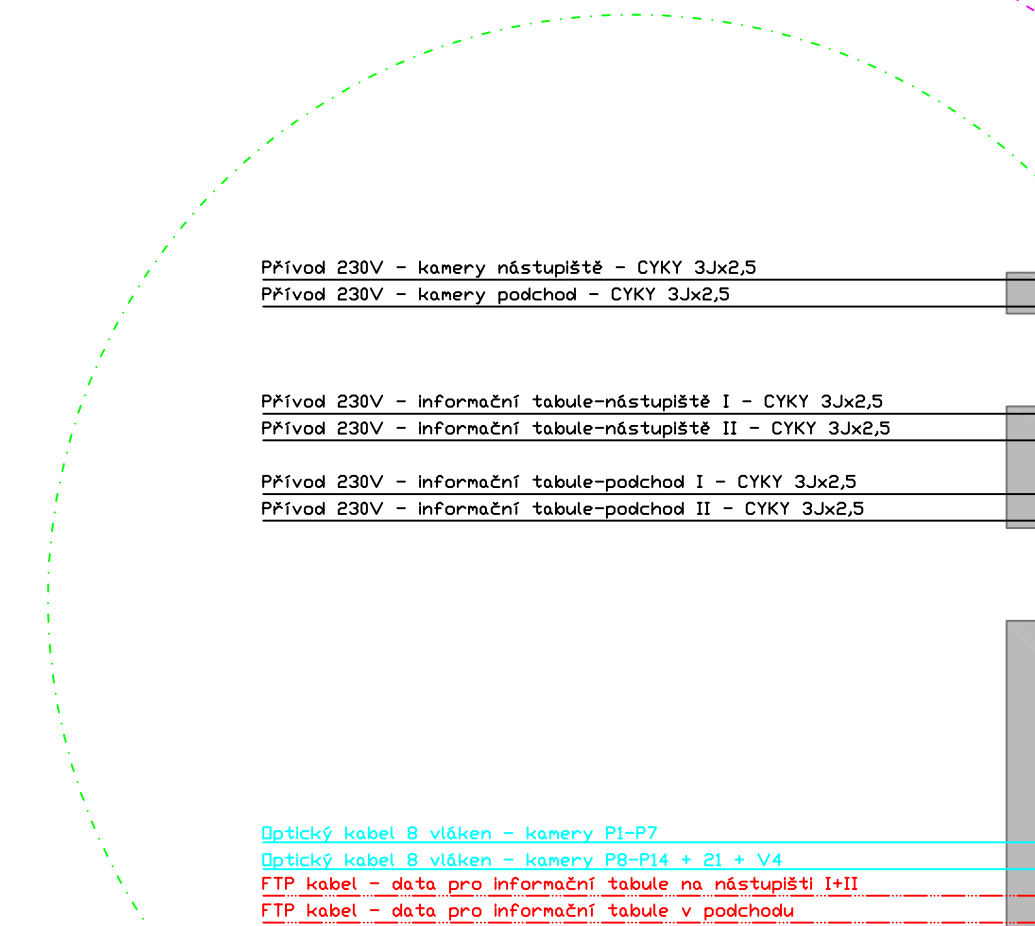 Přívod 230V - kamery nástupiště - CYKY 3Jx2,5
Přívod 230V - kamery podchod - CYKY 3Jx2,5
Přívod 230V - informační tabule-nástupiště I - CYKY 3Jx2,5
Přívod 230V - informační tabule-nástupiště II - CYKY 3Jx2,5
Přívod 230V - informační tabule-podchod I - CYKY 3Jx2,5
Přívod 230V - informační tabule-podchod II - CYKY 3Jx2,5
Optický kabel 8 vláken - kamery P1-P7
Optický kabel 8 vláken - kamery P8-P14 + 21 + V4
FTP kabel - data pro informační tabule na nástupišti I+II
FTP kabel - data pro informační tabule v podchodu